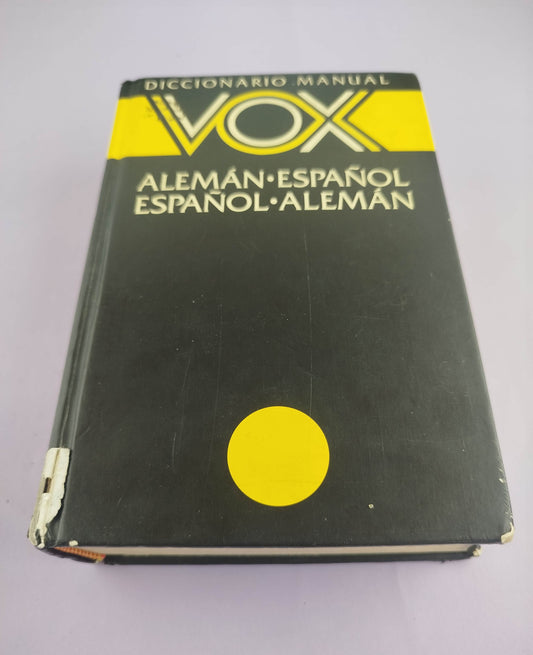 DICCIONARIO MANUAL
VOX
ALEMÁN·ESPAÑOL
ESPAÑOL·ALEMÁN